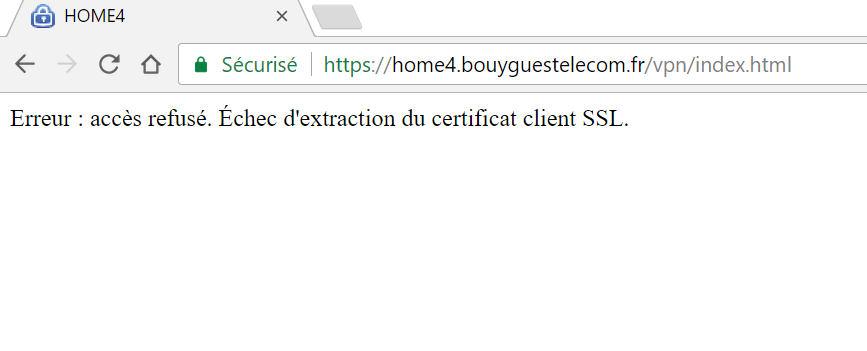 HOME4
Sécurisé https://home4.bouyguestelecom.fr/vpn/index.html
Erreur : accès refusé. Échec d'extraction du certificat client SSL.